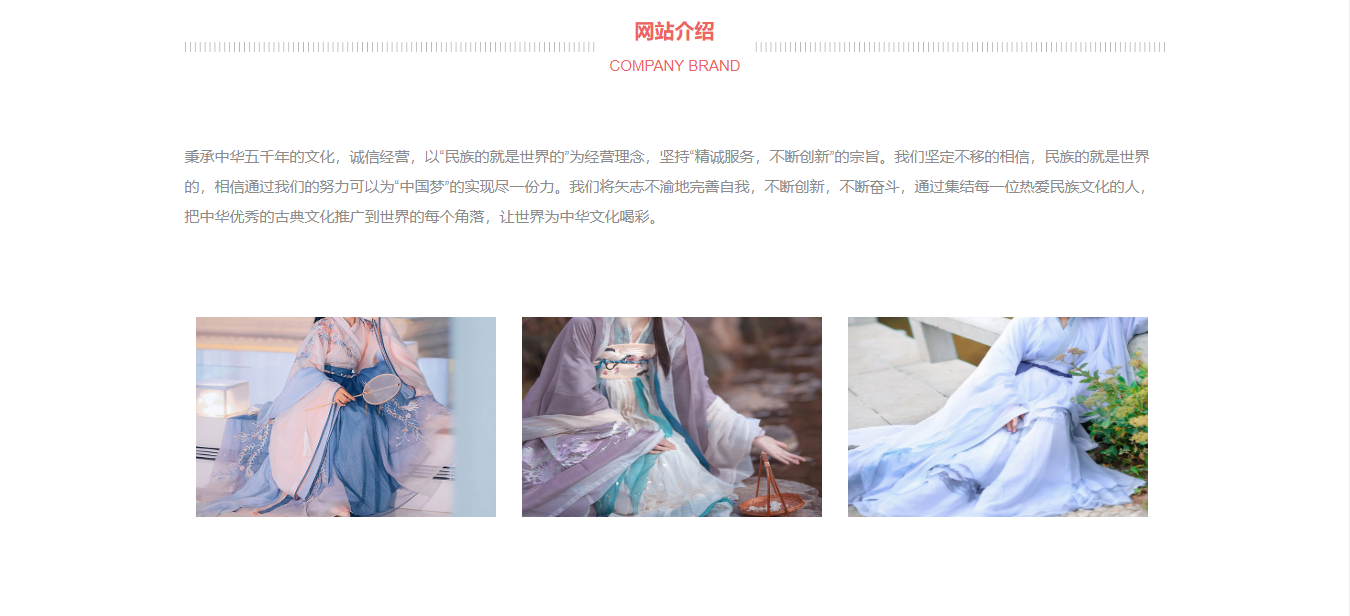 网站介绍
COMPANY BRAND
秉承中华五千年的文化，诚信经营，以“民族的就是世界的”为经营理念，坚持“精诚服务，不断创新”的宗旨。我们坚定不移的相信，民族的就是世界
的，相信通过我们的努力可以为“中国梦”的实现尽一份力。我们将矢志不渝地完善自我，不断创新，不断奋斗，通过集结每一位热爱民族文化的人，
把中华优秀的古典文化推广到世界的每个角落，让世界为中华文化喝彩。